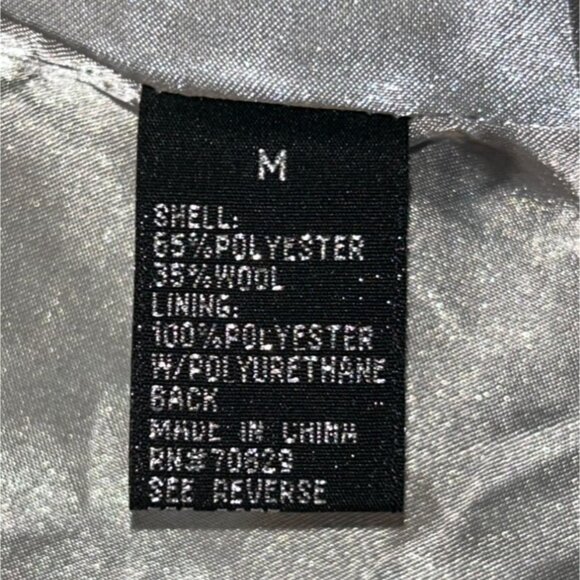 M
SHELL:
65%POLYESTER
35%WOOL
LINING:
100%POLYESTER
W/POLYURETHANE
BACK
MADE IN CHINA
RN#70829
SEE REVERSE